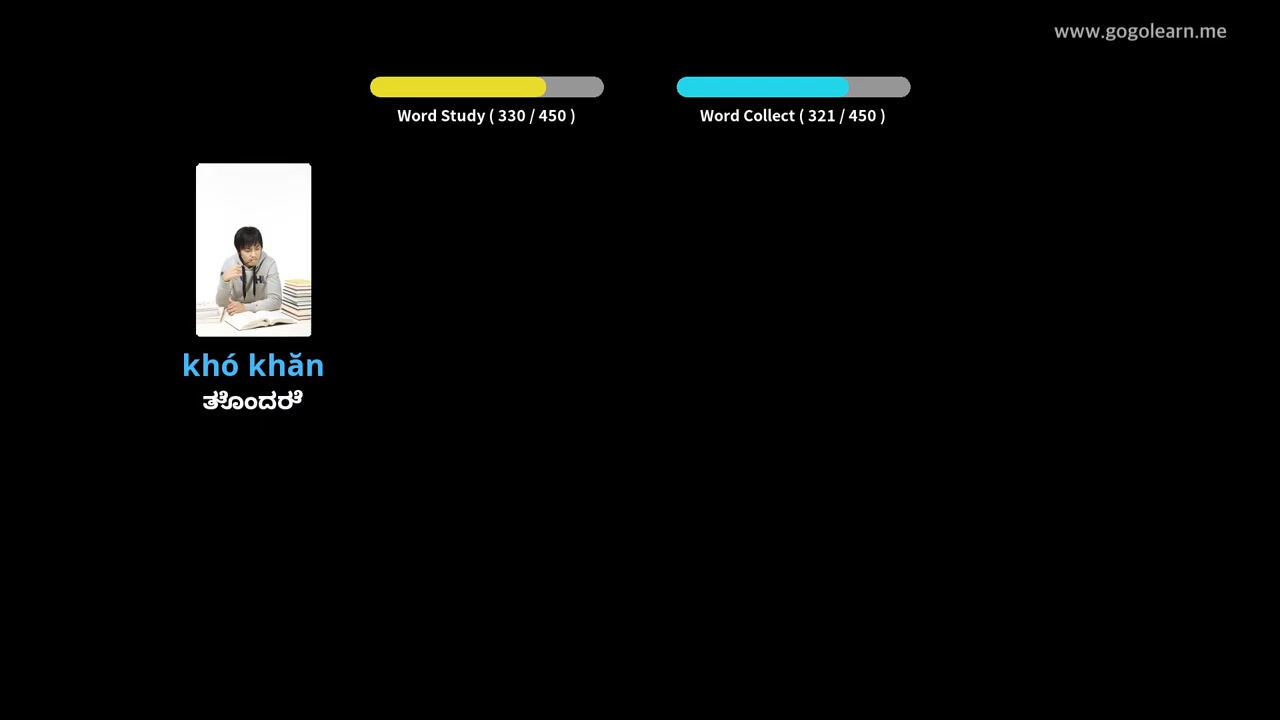 www.gogolearn.me
Word Study ( 330 / 450 )
Word Collect ( 321 / 450 )
khó khăn
ತೊಂದರೆ